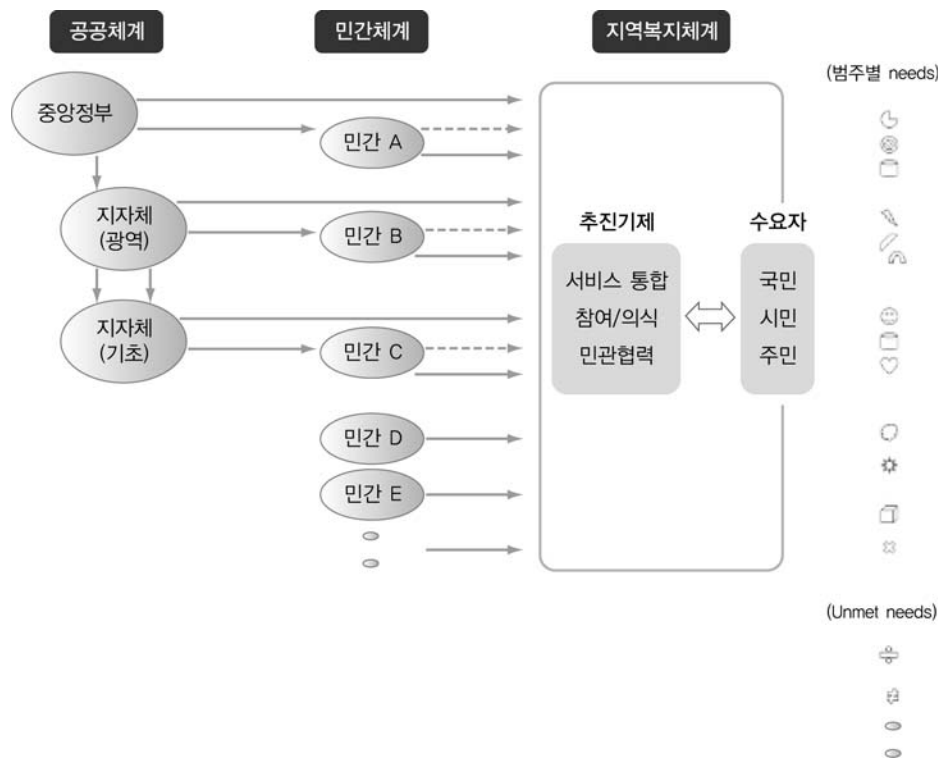 공공체계
민간체계
지역복지체계
(범주별 needs)
중앙정부
민간 A
지자체
(광역)
민간 B
추진기제
수요자
서비스 통합
참여/의식
민관협력
국민
시민
주민
지자체
(기초)
민간 C
민간 D
민간 E
(Unmet needs)